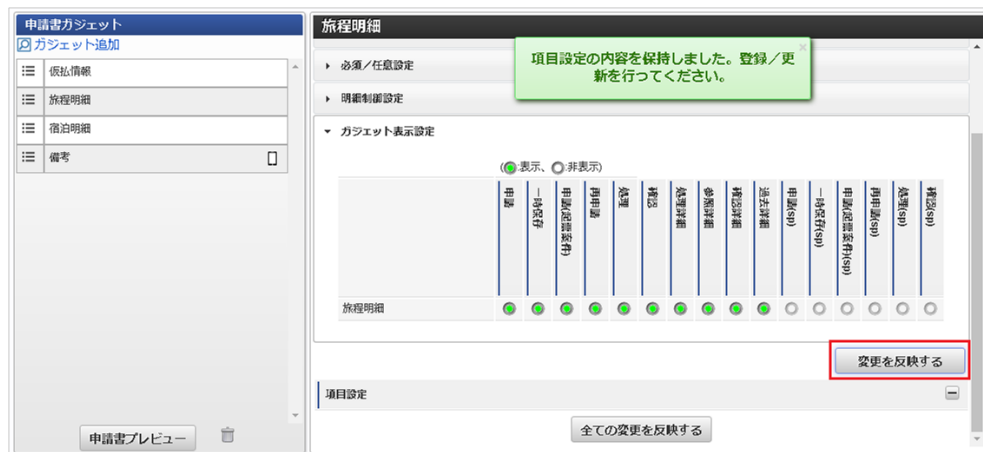 申請書ガジェット
ガジェット追加
仮払情報
旅程明細
宿泊明細
備考
申請書プレビュー
旅程明細
必須／任意設定
項目設定の内容を保持しました。登録／更
新を行ってください。
明細制御設定
ガジェット表示設定
(表示、非表示)
申請
一時保存
申請(起票案件)
再申請
処理
確認
処理詳細
参照詳細
確認詳細
過去詳細
申請(sp)
一時保存(sp)
申請(起票案件)(sp)
再申請(sp)
処理(sp)
確認(sp)
旅程明細
変更を反映する
項目設定
全ての変更を反映する